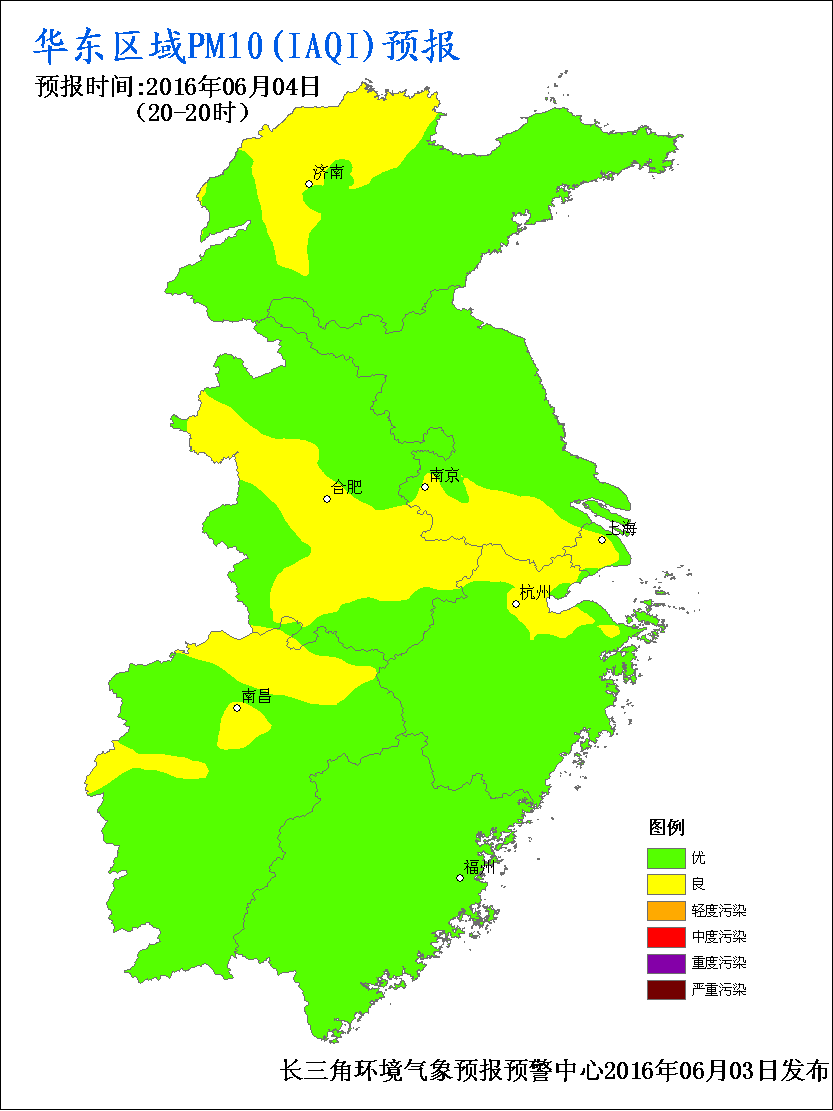 华东区域PM10(IAQI)预报
预报时间:2016年06月04日
(20-20时)
济南
南京
合肥
上海
杭州
南昌
福州
图例
优
良
轻度污染
中度污染
重度污染
严重污染
长三角环境气象预报预警中心2016年06月03日发布